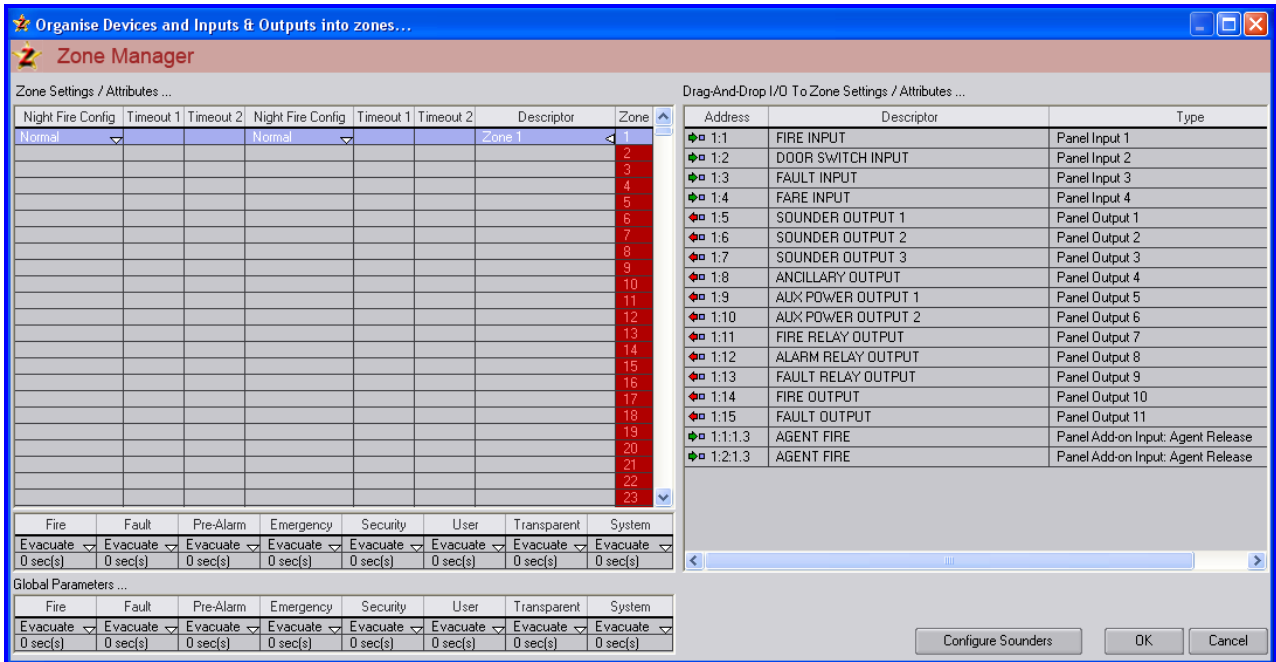 Organise Devices and Inputs & Outputs into zones...
Z Zone Manager
Zone Settings / Attributes ...
Night Fire Config Timeout 1 Timeout 2 Night Fire Config Timeout 1 Timeout 2 Descriptor Zone
Normal Normal Zone 1 1
2
3
4
5
6
7
8
9
10
11
12
13
14
15
16
17
18
19
20
21
22
23
Fire Fault Pre-Alarm Emergency Security User Transparent System
Evacuate Evacuate Evacuate Evacuate Evacuate Evacuate Evacuate Evacuate
0 sec(s) 0 sec(s) 0 sec(s) 0 sec(s) 0 sec(s) 0 sec(s) 0 sec(s) 0 sec(s)
Global Parameters ...
Fire Fault Pre-Alarm Emergency Security User Transparent System
Evacuate Evacuate Evacuate Evacuate Evacuate Evacuate Evacuate Evacuate
0 sec(s) 0 sec(s) 0 sec(s) 0 sec(s) 0 sec(s) 0 sec(s) 0 sec(s) 0 sec(s)
Drag-And-Drop I/O To Zone Settings / Attributes ...
Address Descriptor Type
1:1 FIRE INPUT Panel Input 1
1:2 DOOR SWITCH INPUT Panel Input 2
1:3 FAULT INPUT Panel Input 3
1:4 FARE INPUT Panel Input 4
1:5 SOUNDER OUTPUT 1 Panel Output 1
1:6 SOUNDER OUTPUT 2 Panel Output 2
1:7 SOUNDER OUTPUT 3 Panel Output 3
1:8 ANCILLARY OUTPUT Panel Output 4
1:9 AUX POWER OUTPUT 1 Panel Output 5
1:10 AUX POWER OUTPUT 2 Panel Output 6
1:11 FIRE RELAY OUTPUT Panel Output 7
1:12 ALARM RELAY OUTPUT Panel Output 8
1:13 FAULT RELAY OUTPUT Panel Output 9
1:14 FIRE OUTPUT Panel Output 10
1:15 FAULT OUTPUT Panel Output 11
1:1:1.3 AGENT FIRE Panel Add-on Input: Agent Release
1:2:1.3 AGENT FIRE Panel Add-on Input: Agent Release
Configure Sounders OK Cancel